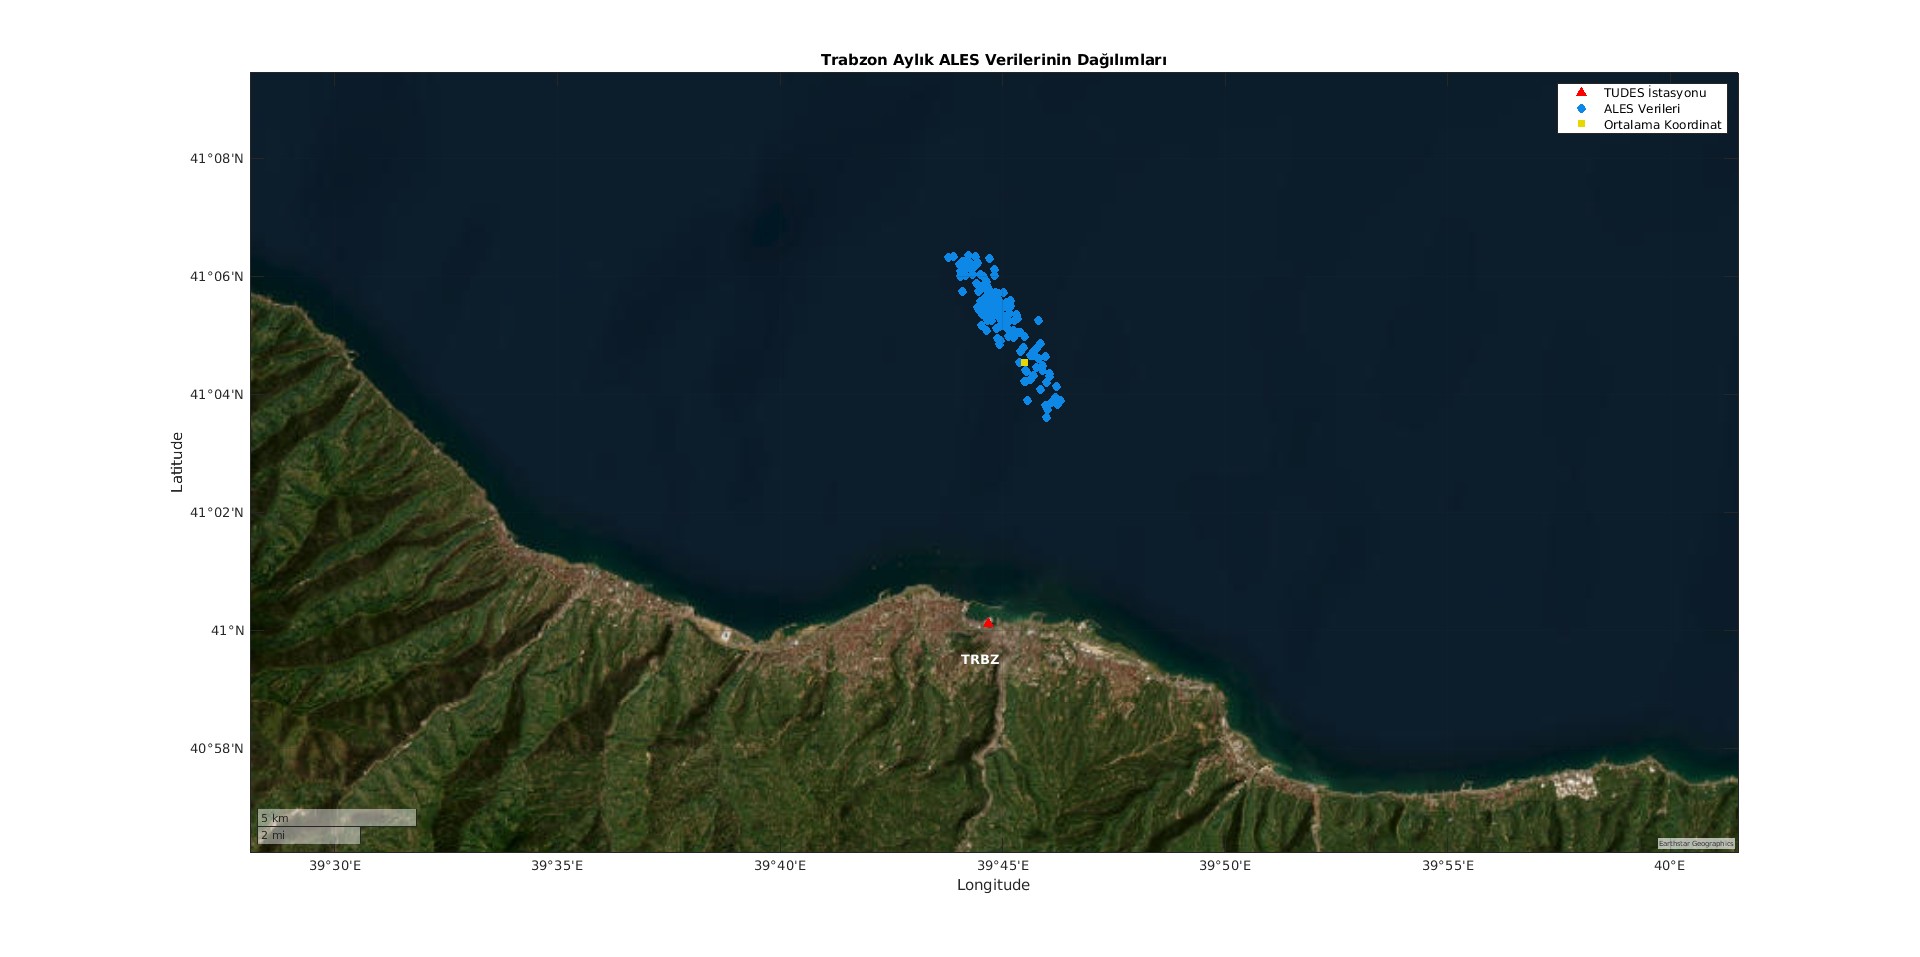 Trabzon Aylık ALES Verilerinin Dağılımları
TUDES İstasyonu
ALES Verileri
Ortalama Koordinat
41°08'N
41°06'N
41°04'N
41°02'N
41°N
40°58'N
Latitude
TRBZ
5 km
2 mi
Earthstar Geographics
39°30'E
39°35'E
39°40'E
39°45'E
39°50'E
39°55'E
40°E
Longitude